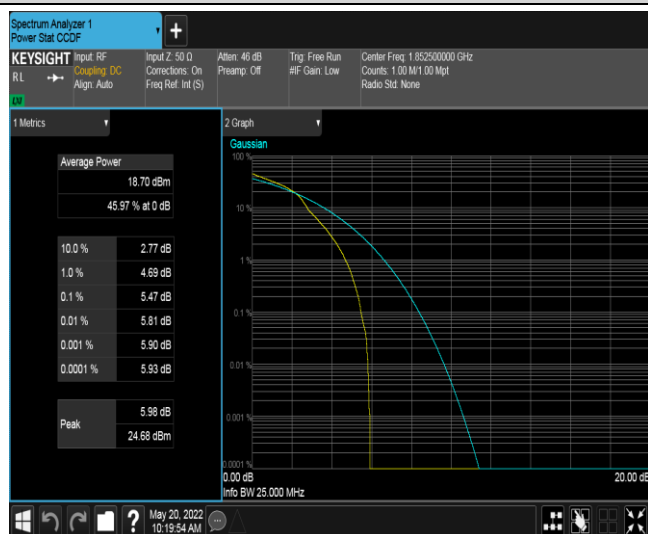 Spectrum Analyzer 1
Power Stat CCDF
+
KEYSIGHT
RL
LXI
Input: RF
Coupling: DC
Align: Auto
Input Z: 50 Ω
Corrections: On
Freq Ref: Int (S)
Atten: 46 dB
Preamp: Off
Trig: Free Run
#IF Gain: Low
Center Freq: 1.852500000 GHz
Counts: 1.00 M/1.00 Mpt
Radio Std: None
1 Metrics
Average Power
18.70 dBm
45.97 % at 0 dB
10.0 % 2.77 dB
1.0 % 4.69 dB
0.1 % 5.47 dB
0.01 % 5.81 dB
0.001 % 5.90 dB
0.0001 % 5.93 dB
Peak
5.98 dB
24.68 dBm
2 Graph
Gaussian
100 %
10 %
1 %
0.1 %
0.01 %
0.001 %
0.0001 %
0.00 dB 20.00 dB
Info BW 25.000 MHz
?
May 20, 2022
10:19:54 AM